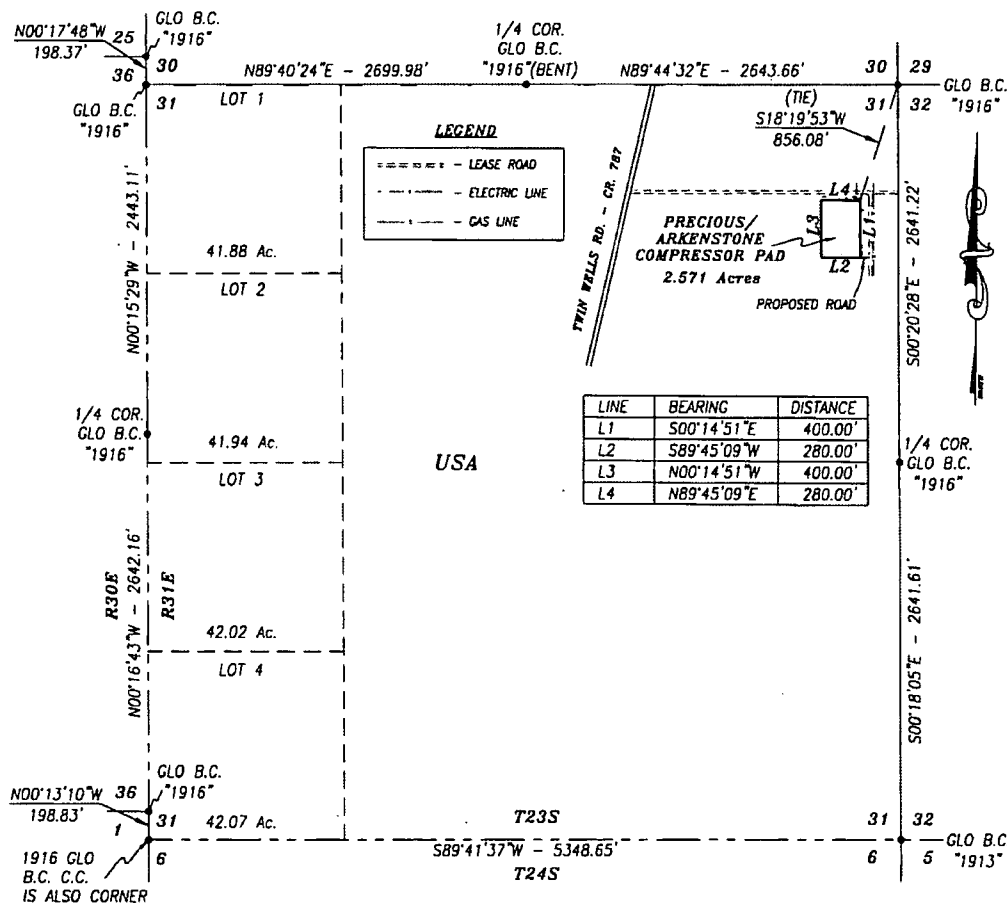 N00°17'48"W
198.37'
25
GLO B.C.
"1916"
36
30
31
GLO B.C.
"1916"
N89°40'24"E - 2699.98'
1/4 COR.
GLO B.C.
"1916"(BENT)
N89°44'32"E - 2643.66'
30
29
31
32
GLO B.C.
"1916"
(TIE)
S18°19'53"W
856.08'
LOT 1
LEGEND
- LEASE ROAD
- ELECTRIC LINE
- GAS LINE
N00°15'29"W - 2443.11'
41.88 Ac.
LOT 2
TWIN WELLS RD. - CR. 787
L4
L3
L1
L2
PRECIOUS/
ARKENSTONE
COMPRESSOR PAD
2.571 Acres
PROPOSED ROAD
S00°20'28"E - 2641.22'
1/4 COR.
GLO B.C.
"1916"
41.94 Ac.
LOT 3
USA
LINE BEARING DISTANCE
L1 S00°14'51"E 400.00'
L2 S89°45'09"W 280.00'
L3 N00°14'51"W 400.00'
L4 N89°45'09"E 280.00'
1/4 COR.
GLO B.C.
"1916"
R30E
R31E
N00°16'43"W - 2642.16'
42.02 Ac.
LOT 4
S00°18'05"E - 2641.61'
N00°13'10"W
198.83'
36
GLO B.C.
"1916"
31
1
6
42.07 Ac.
T23S
S89°41'37"W - 5348.65'
T24S
31
32
6
5
GLO B.C.
"1913"
1916 GLO
B.C. C.C.
IS ALSO CORNER